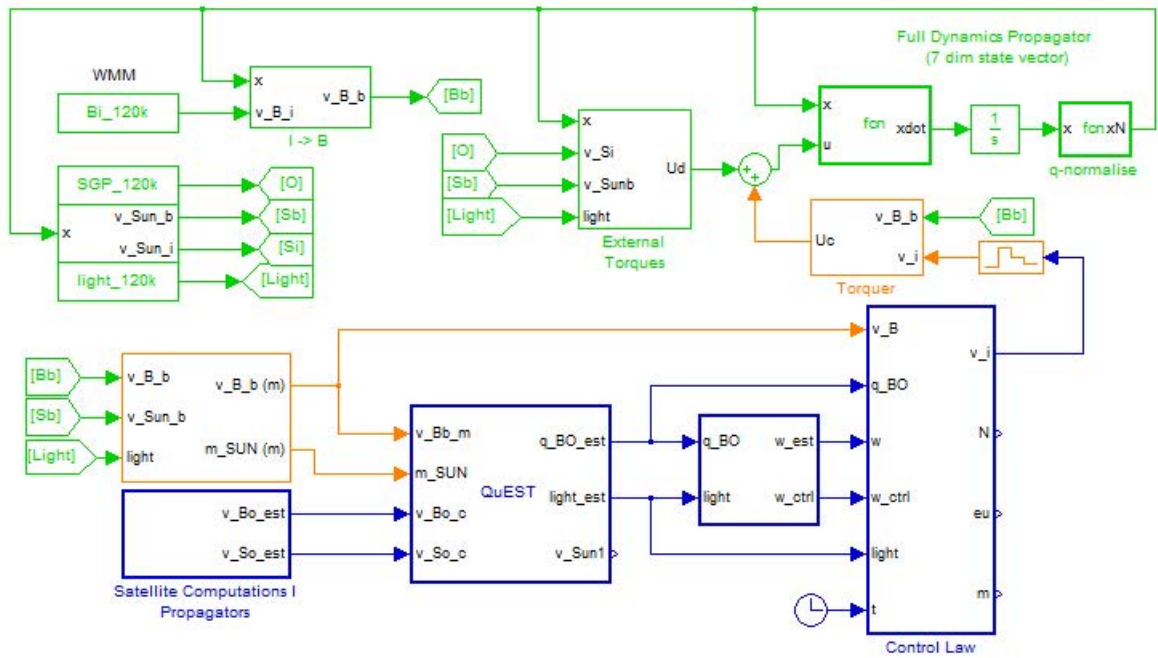 Full Dynamics Propagator
(7 dim state vector)
WMM
Bi_120k
x
v_B_i
v_B_b
I -> B
[Bb]
SGP_120k
[O]
x
v_Sun_b
[Sb]
v_Sun_i
[Si]
light_120k
[Light]
[O]
[Sb]
[Light]
x
v_Si
v_Sunb
light
Ud
External
Torques
+
+
x
u
fcn
xdot
1
s
x fcn xN
q-normalise
[Bb]
v_B_b
Uc
v_i
Torquer
[Bb]
[Sb]
[Light]
v_B_b
v_Sun_b
light
v_B_b (m)
m_SUN (m)
v_Bo_est
v_So_est
Satellite Computations I
Propagators
v_Bb_m
m_SUN
v_Bo_c
v_So_c
QuEST
q_BO_est
light_est
v_Sun1
q_BO
light
w_est
w_ctrl
v_B
q_BO
w
w_ctrl
light
t
v_i
N
eu
m
Control Law